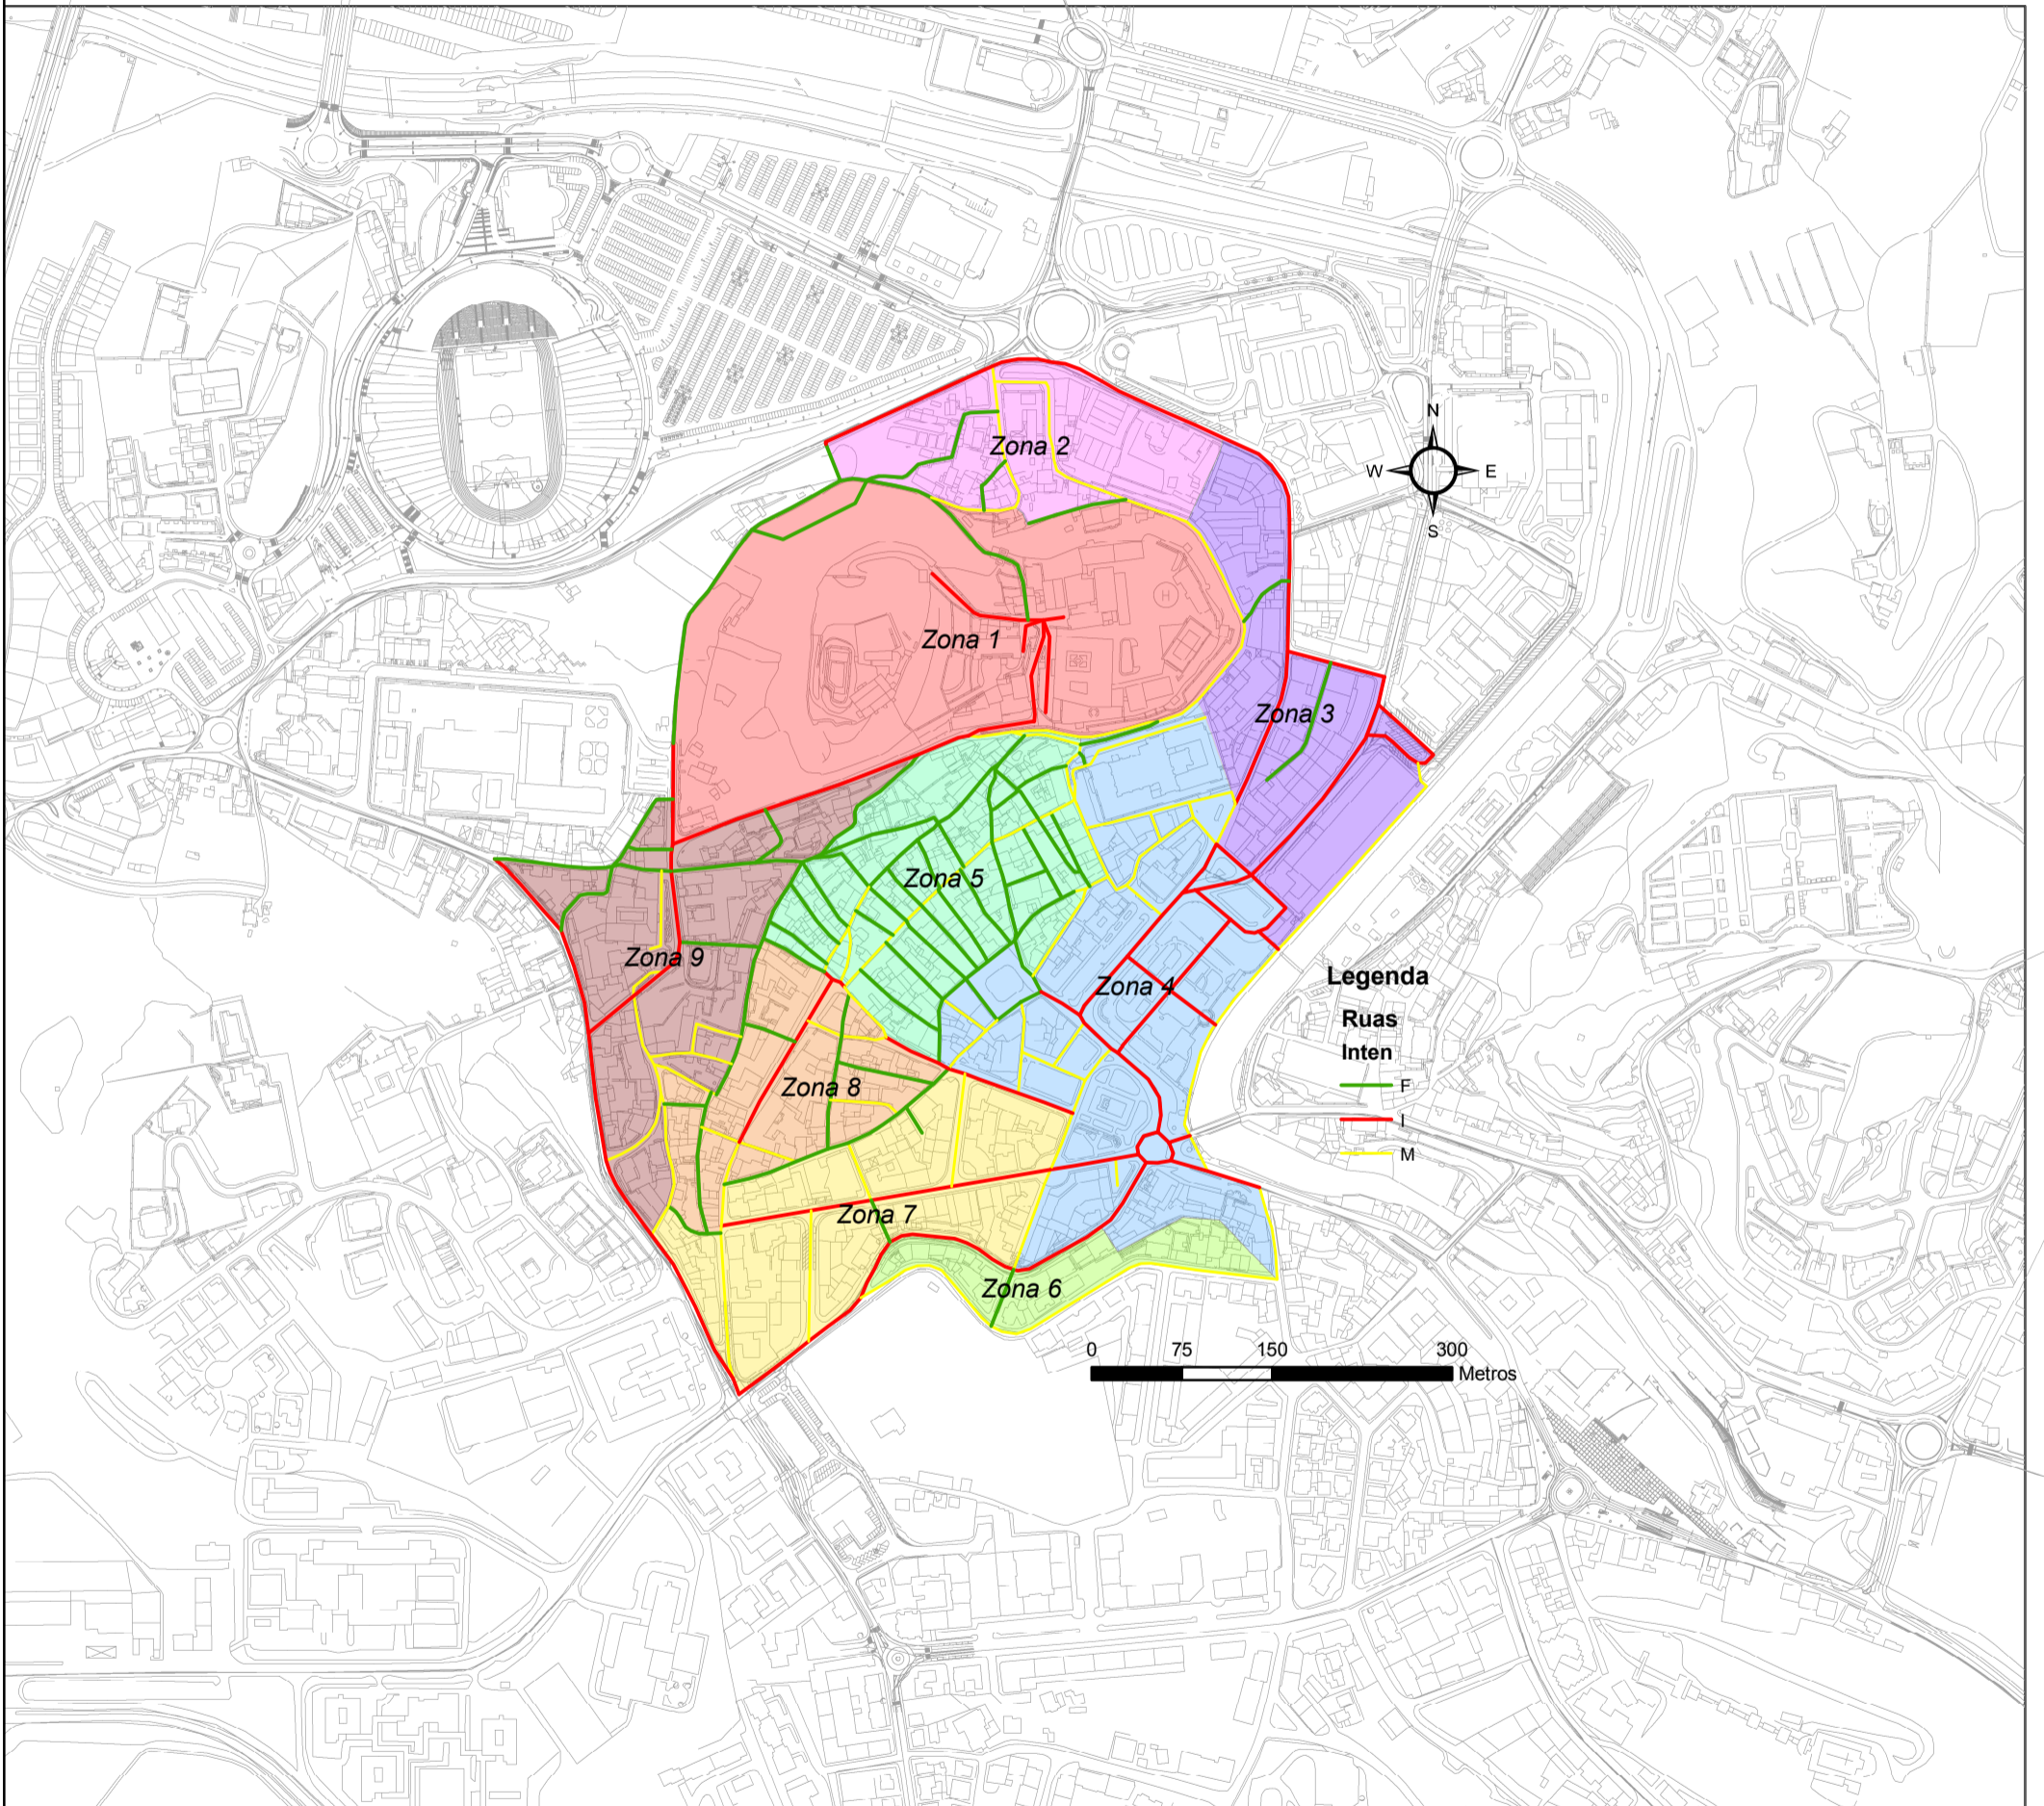 N
W E
S
Zona 2
Zona 1
H
Zona 3
Zona 5
Zona 9
Zona 4
Legenda
Ruas
Inten
F
I
M
Zona 8
Zona 7
Zona 6
0 75 150 300
Metros